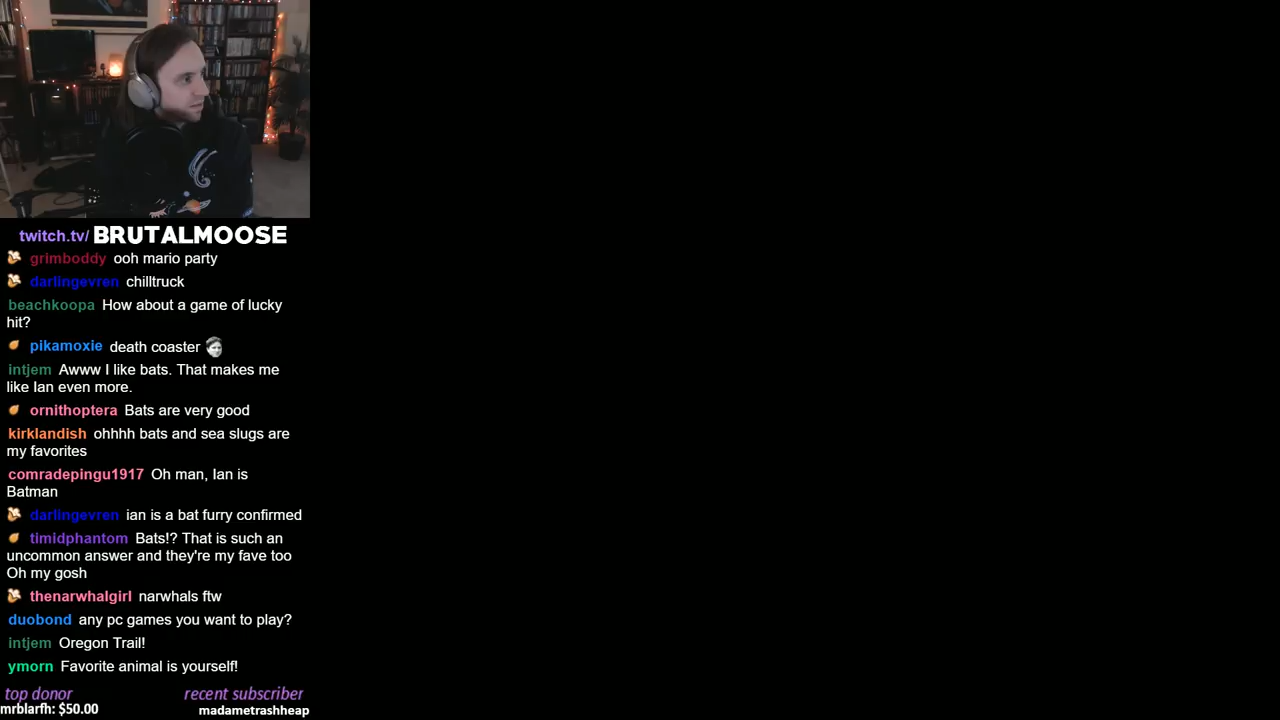 twitch.tv/ BRUTALMOOSE
grimboddy ooh mario party
darlingevren chilltruck
beachkoopa How about a game of lucky
hit?
pikamoxie death coaster
intjem Awww I like bats. That makes me
like Ian even more.
ornithoptera Bats are very good
kirklandish ohhhh bats and sea slugs are
my favorites
comradepingu1917 Oh man, Ian is
Batman
darlingevren ian is a bat furry confirmed
timidphantom Bats!? That is such an
uncommon answer and they're my fave too
Oh my gosh
thenarwhalgirl narwhals ftw
duobond any pc games you want to play?
intjem Oregon Trail!
ymorn Favorite animal is yourself!
top donor
mrblarfh: $50.00
recent subscriber
madametrashheap